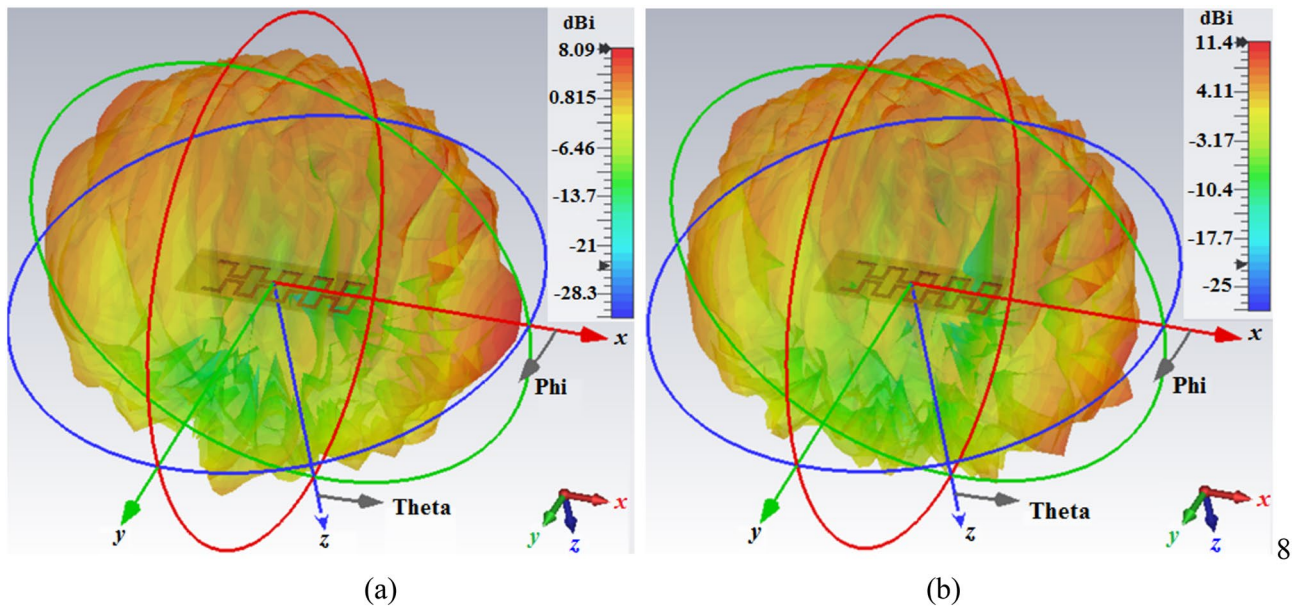 dBi
8.09
0.815
-6.46
-13.7
-21
-28.3
x
Phi
Theta
y
z
x
y
z
(a)
dBi
11.4
4.11
-3.17
-10.4
-17.7
-25
x
Phi
Theta
y
z
x
y
z
8
(b)